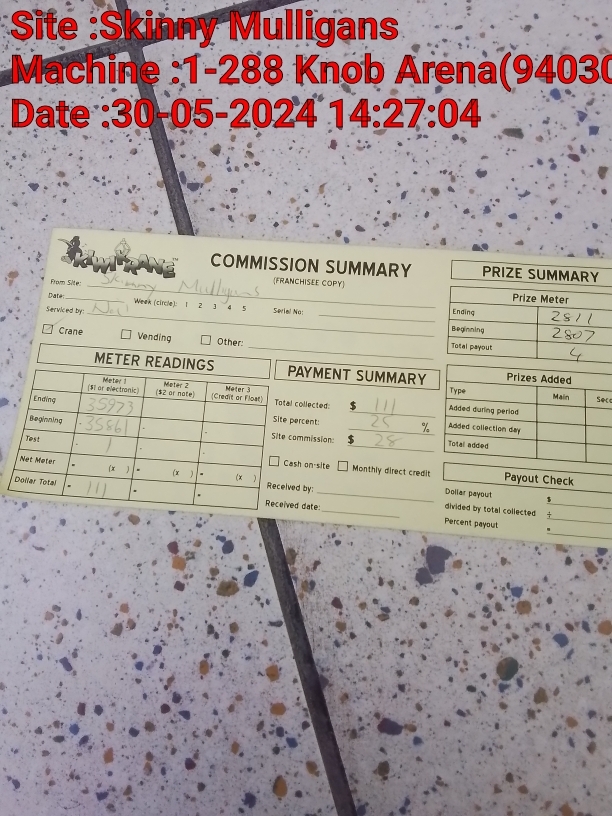 Site :Skinny Mulligans
Machine :1-288 Knob Arena(94030
Date :30-05-2024 14:27:04
KIWIKRANE™
COMMISSION SUMMARY
(FRANCHISEE COPY)
From Site: Skinny Mulligans
Date:
Week (circle): 1 2 3 4 5
Serial No:
Serviced by:
Crane
Vending
Other:
METER READINGS
Meter 1 ($1 or electronic)
Meter 2 ($2 or note)
Meter 3 (Credit or Float)
Ending 35973
Beginning 35861
Test 1
Net Meter = (x ) = (x ) = (x )
Dollar Total = 111 = =
PAYMENT SUMMARY
Total collected: $ 111
Site percent: 25 %
Site commission: $ 28
Cash on-site
Monthly direct credit
Received by:
Received date:
PRIZE SUMMARY
Prize Meter
Ending 2811
Beginning 2807
Total payout 4
Prizes Added
Type Main Seco
Added during period
Added collection day
Total added
Payout Check
Dollar payout $
divided by total collected ÷
Percent payout =